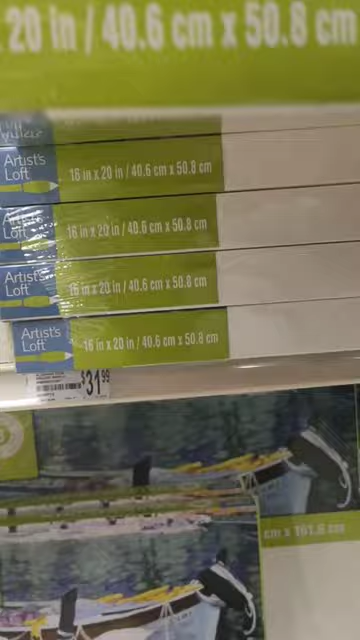 20 in / 40.6 cm x 50.8 cm
Artist's
Loft
16 in x 20 in / 40.6 cm x 50.8 cm
Artist's
Loft
16 in x 20 in / 40.6 cm x 50.8 cm
Artist's
Loft
16 in x 20 in / 40.6 cm x 50.8 cm
Artist's
Loft
16 in x 20 in / 40.6 cm x 50.8 cm
$31.99
cm x 101.6 cm